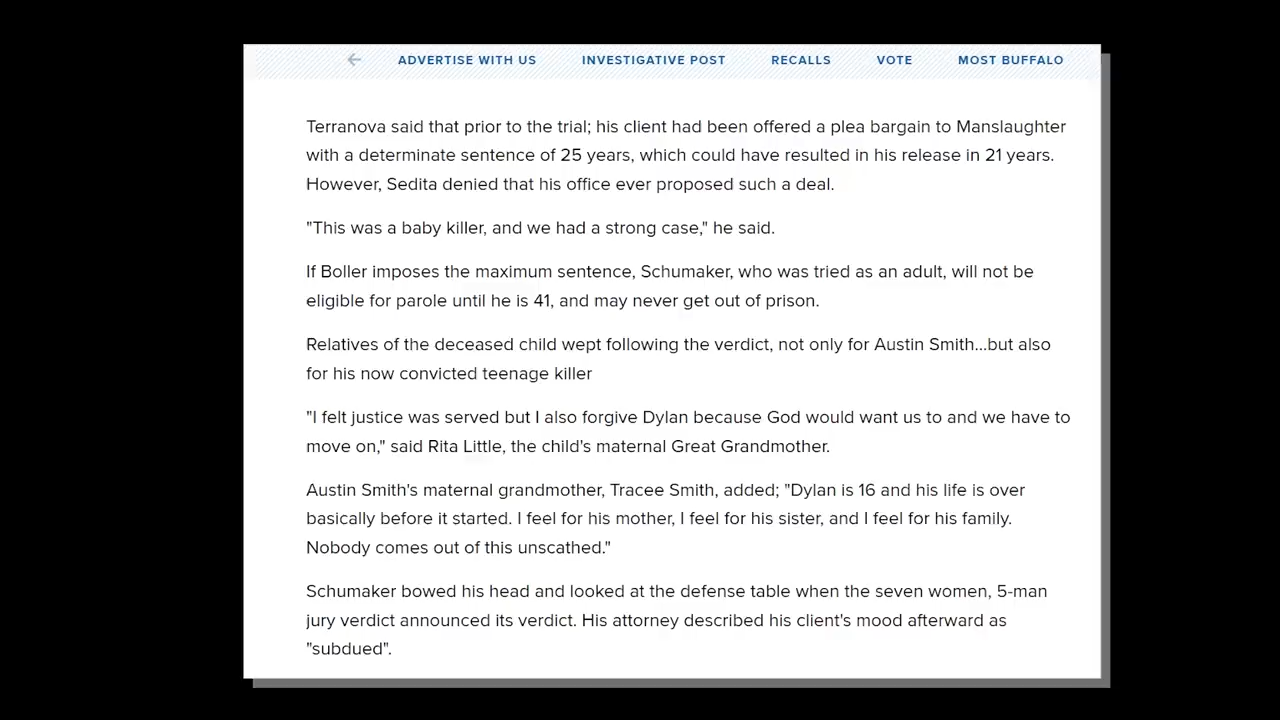 ← ADVERTISE WITH US INVESTIGATIVE POST RECALLS VOTE MOST BUFFALO
Terranova said that prior to the trial; his client had been offered a plea bargain to Manslaughter
with a determinate sentence of 25 years, which could have resulted in his release in 21 years.
However, Sedita denied that his office ever proposed such a deal.
"This was a baby killer, and we had a strong case," he said.
If Boller imposes the maximum sentence, Schumaker, who was tried as an adult, will not be
eligible for parole until he is 41, and may never get out of prison.
Relatives of the deceased child wept following the verdict, not only for Austin Smith...but also
for his now convicted teenage killer
"I felt justice was served but I also forgive Dylan because God would want us to and we have to
move on," said Rita Little, the child's maternal Great Grandmother.
Austin Smith's maternal grandmother, Tracee Smith, added; "Dylan is 16 and his life is over
basically before it started. I feel for his mother, I feel for his sister, and I feel for his family.
Nobody comes out of this unscathed."
Schumaker bowed his head and looked at the defense table when the seven women, 5-man
jury verdict announced its verdict. His attorney described his client's mood afterward as
"subdued".